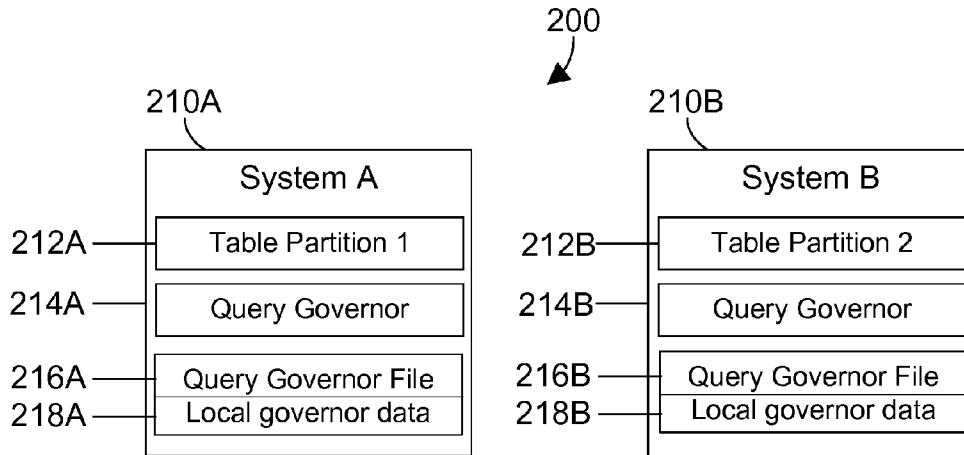 200
210A
210B
System A
System B
212A
Table Partition 1
212B
Table Partition 2
214A
Query Governor
214B
Query Governor
216A
Query Governor File
216B
Query Governor File
218A
Local governor data
218B
Local governor data